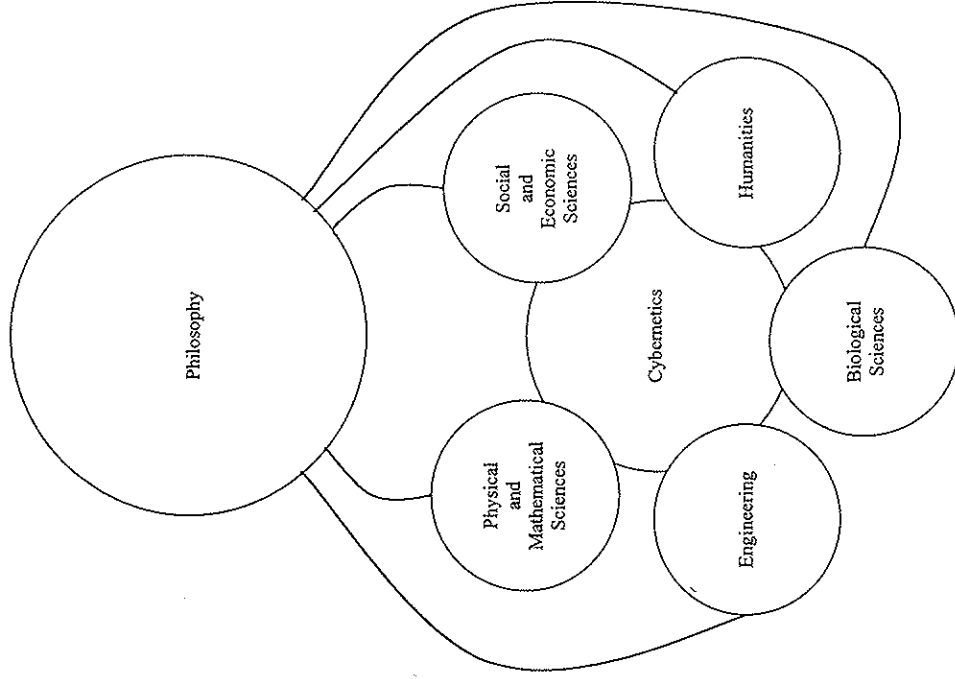 Philosophy
Social
and
Economic
Sciences
Humanities
Cybernetics
Biological
Sciences
Physical
and
Mathematical
Sciences
Engineering